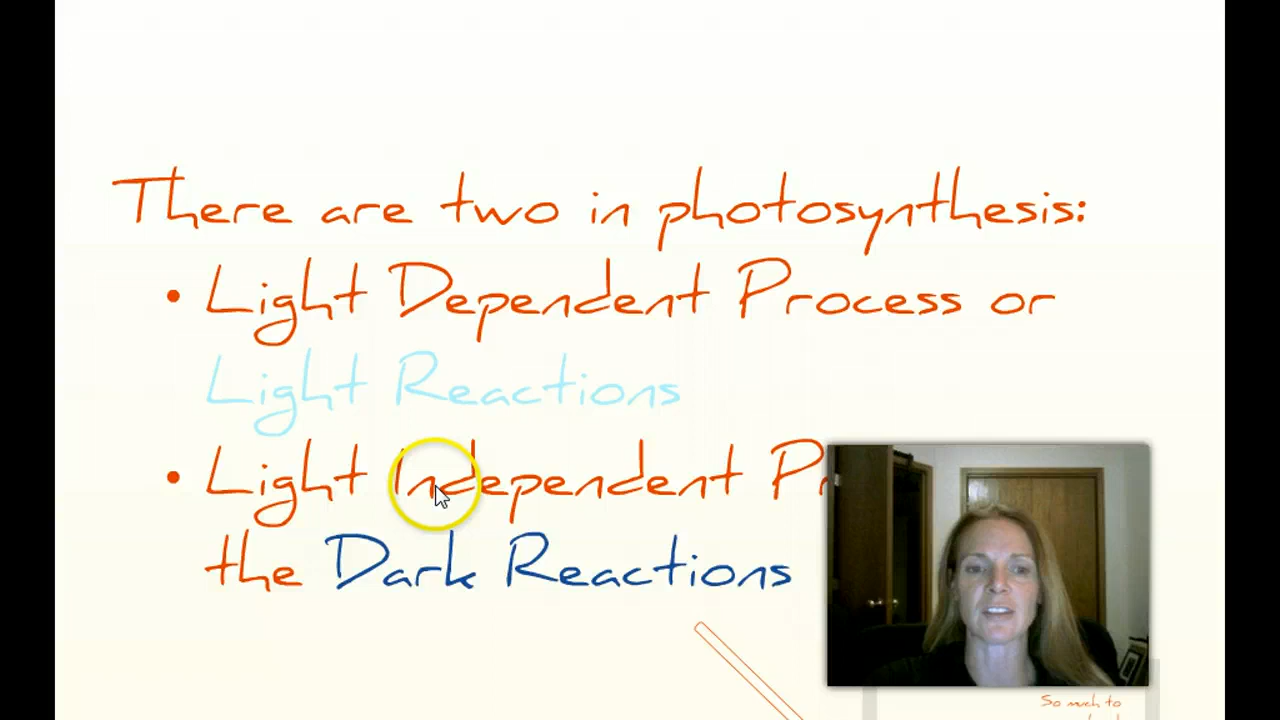 There are two in photosynthesis:
• Light Dependent Process or
Light Reactions
• Light Independent
the Dark Reactions
So much to